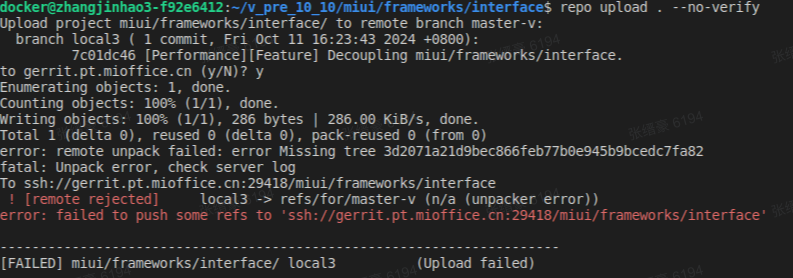 docker@zhangjinhao3-f92e6412:~/v_pre_10_10/miui/frameworks/interface$ repo upload . --no-verify
Upload project miui/frameworks/interface/ to remote branch master-v:
  branch local3 ( 1 commit, Fri Oct 11 16:23:43 2024 +0800):
         7c01dc46 [Performance][Feature] Decoupling miui/frameworks/interface.
to gerrit.pt.mioffice.cn (y/N)? y
Enumerating objects: 1, done.
Counting objects: 100% (1/1), done.
Writing objects: 100% (1/1), 286 bytes | 286.00 KiB/s, done.
Total 1 (delta 0), reused 0 (delta 0), pack-reused 0 (from 0)
error: remote unpack failed: error Missing tree 3d2071a21d9bec866feb77b0e945b9bcedc7fa82
fatal: Unpack error, check server log
To ssh://gerrit.pt.mioffice.cn:29418/miui/frameworks/interface
 ! [remote rejected]     local3 -> refs/for/master-v (n/a (unpacker error))
error: failed to push some refs to 'ssh://gerrit.pt.mioffice.cn:29418/miui/frameworks/interface'
----------------------------------------------------------------------
[FAILED] miui/frameworks/interface/ local3          (Upload failed)